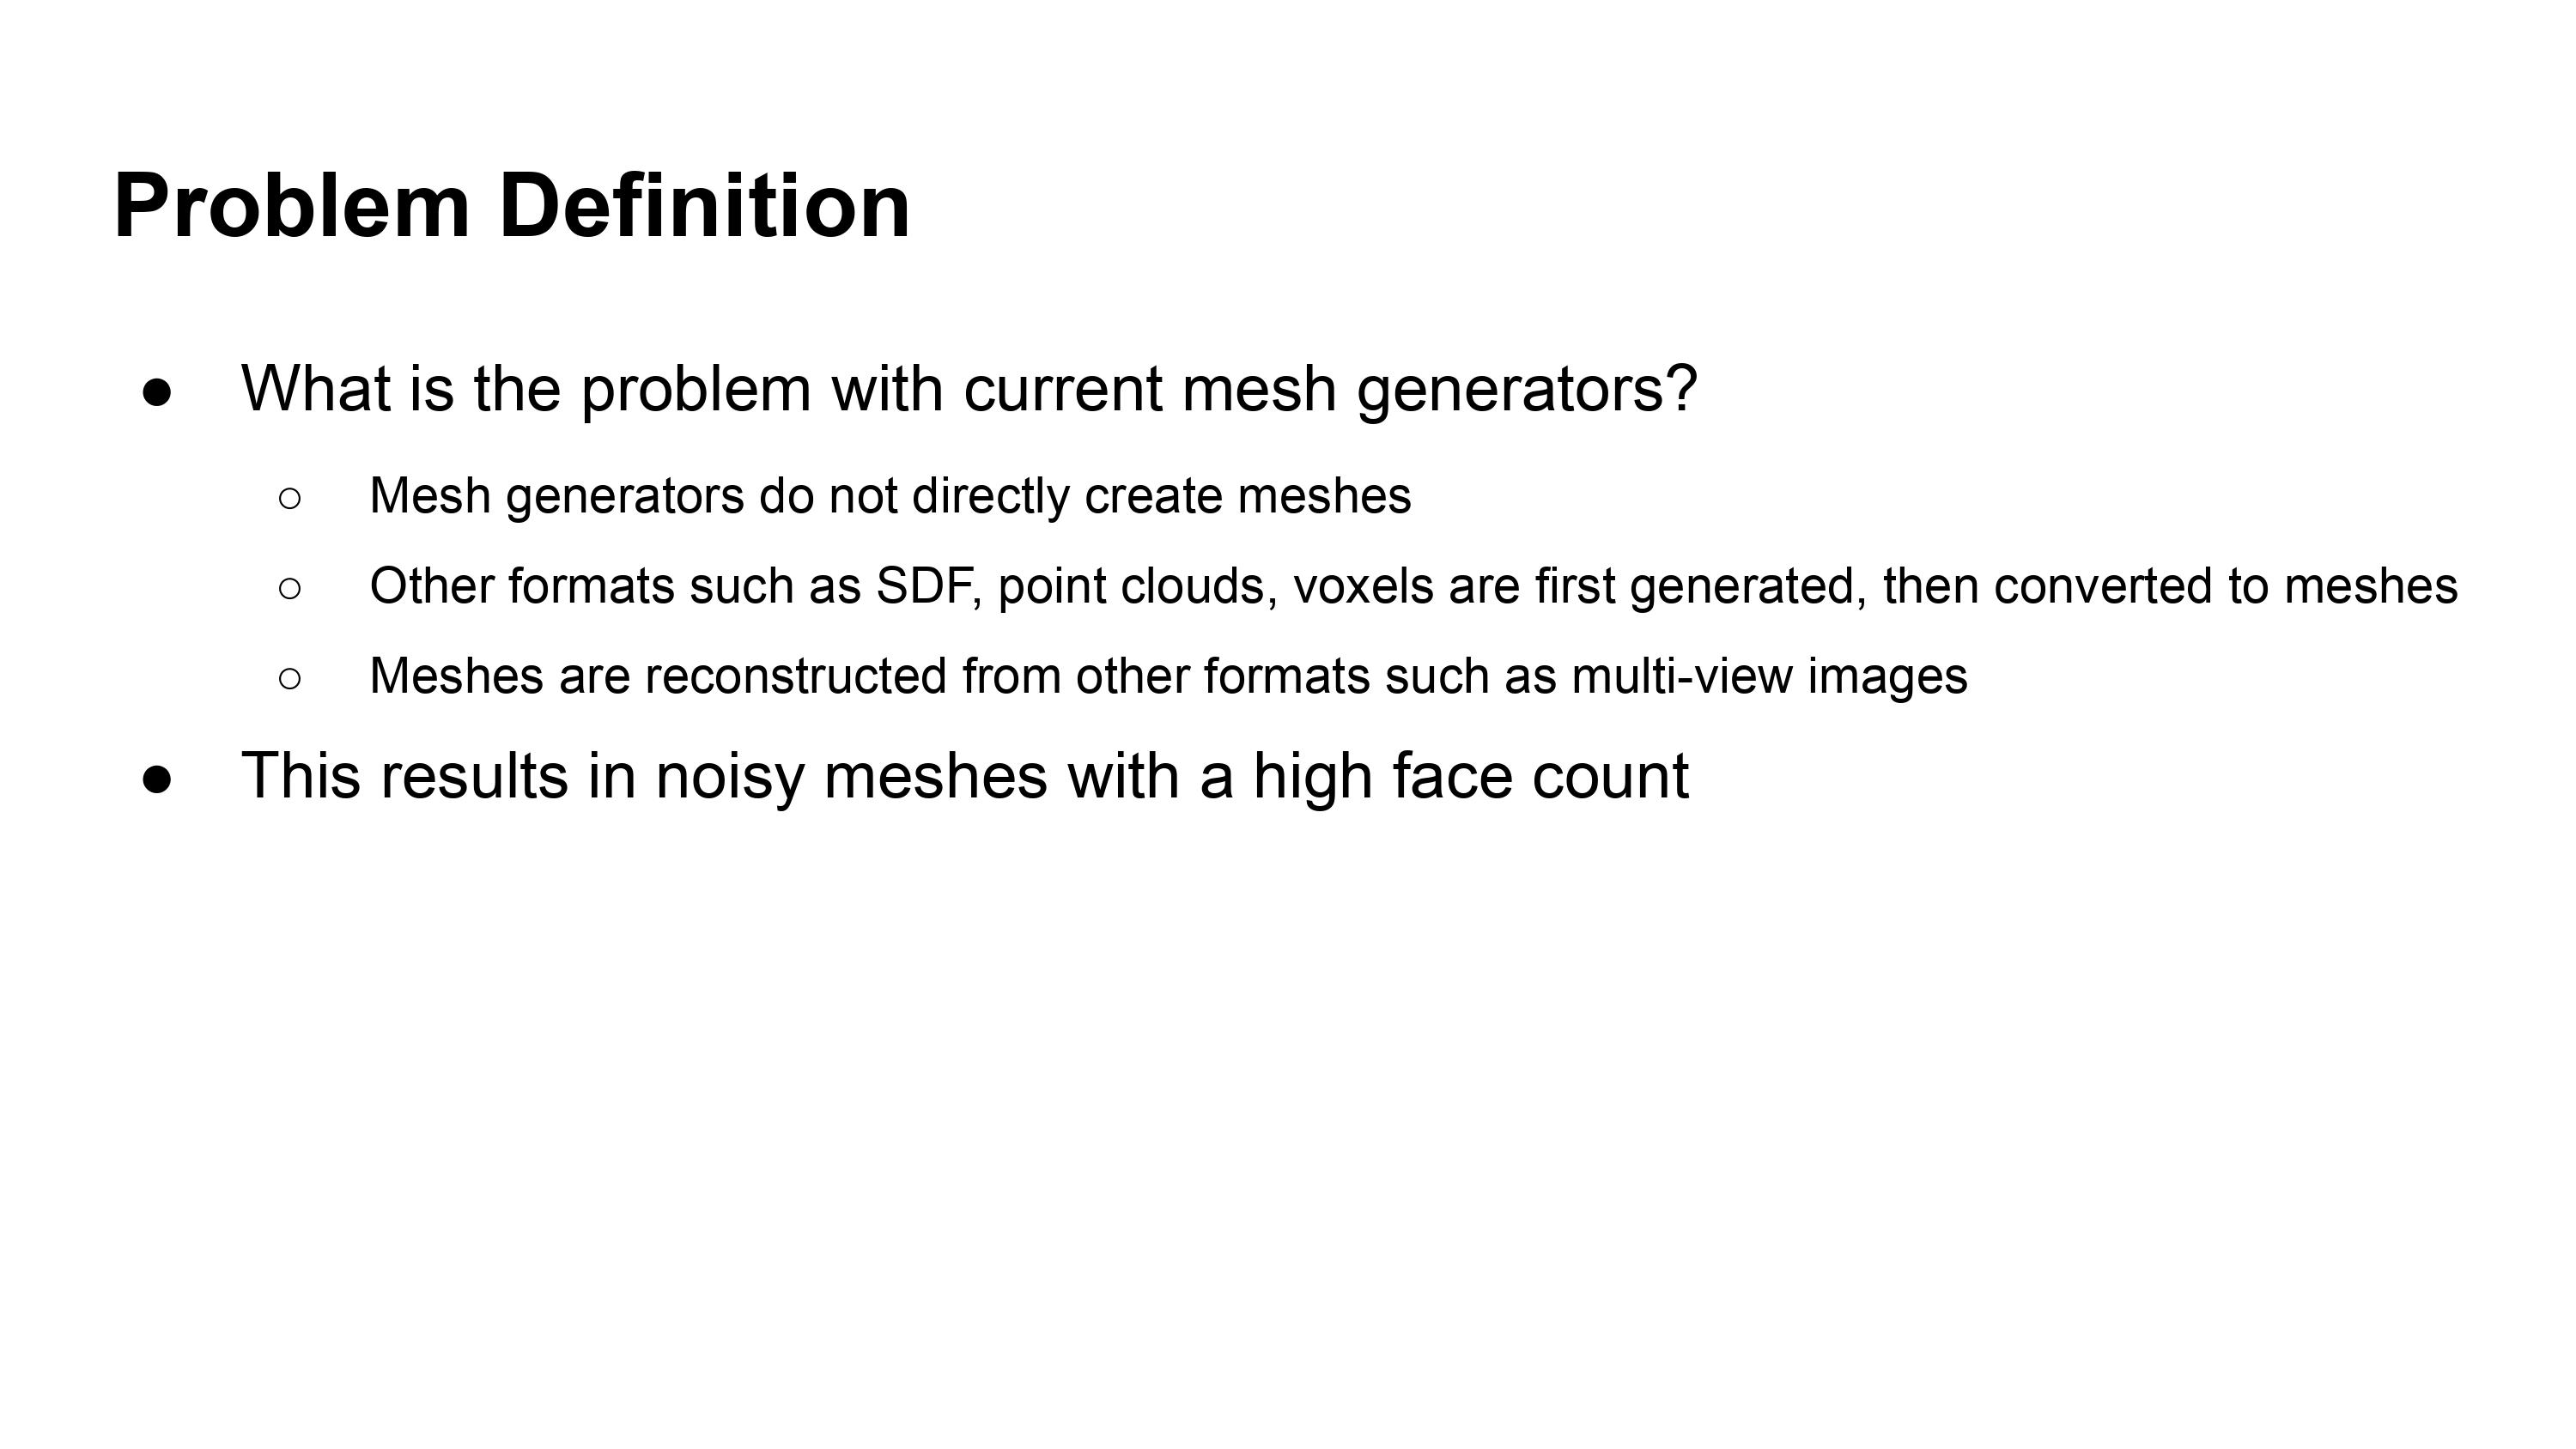 Problem Definition
● What is the problem with current mesh generators?
○ Mesh generators do not directly create meshes
○ Other formats such as SDF, point clouds, voxels are first generated, then converted to meshes
○ Meshes are reconstructed from other formats such as multi-view images
● This results in noisy meshes with a high face count